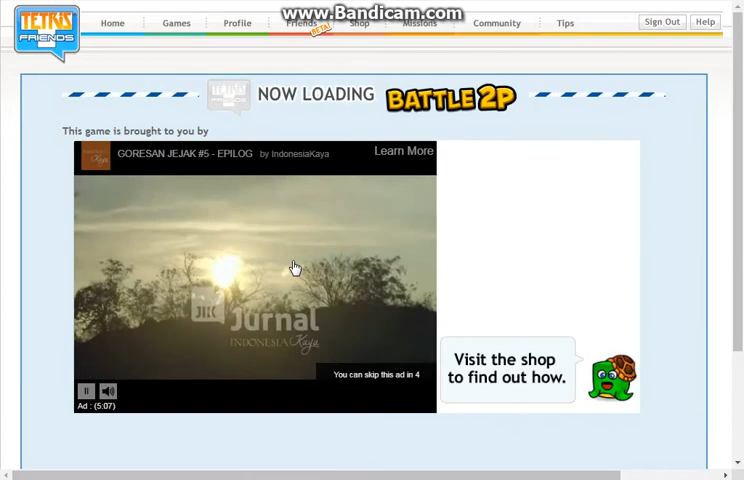 www.Bandicam.com
TETRIS
FRIENDS
Home
Games
Profile
Friends
BETA!
Shop
Missions
Community
Tips
Sign Out
Help
NOW LOADING
BATTLE 2P
This game is brought to you by
GORESAN JEJAK #5 - EPILOG by IndonesiaKaya
Learn More
JIK
Jurnal
INDONESIA Kaya
You can skip this ad in 4
Ad : (5:07)
Visit the shop
to find out how.